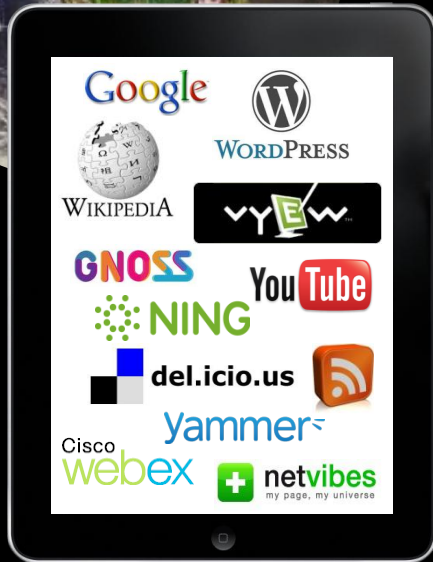 Google
WORDPRESS
WIKIPEDIA
vyew
GNOSS
YouTube
NING
del.icio.us
yammer
Cisco
webex
netvibes
my page, my universe